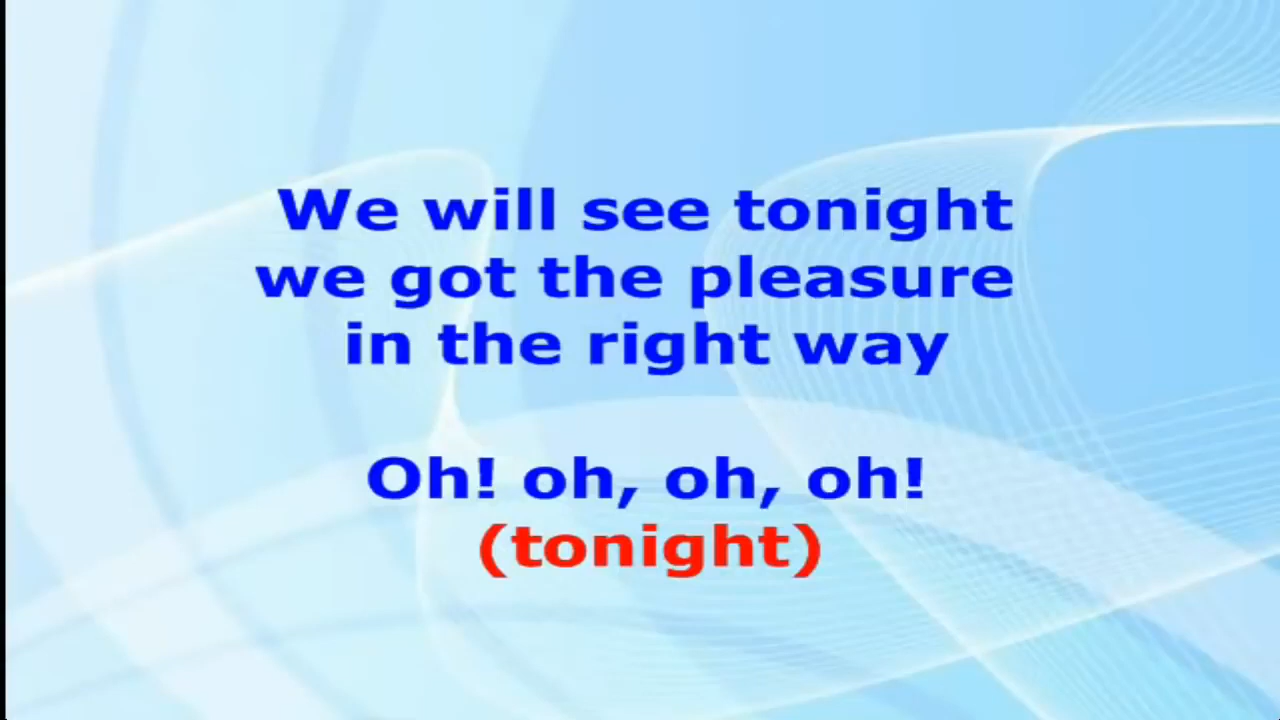 We will see tonight
we got the pleasure
in the right way
Oh! oh, oh, oh!
(tonight)